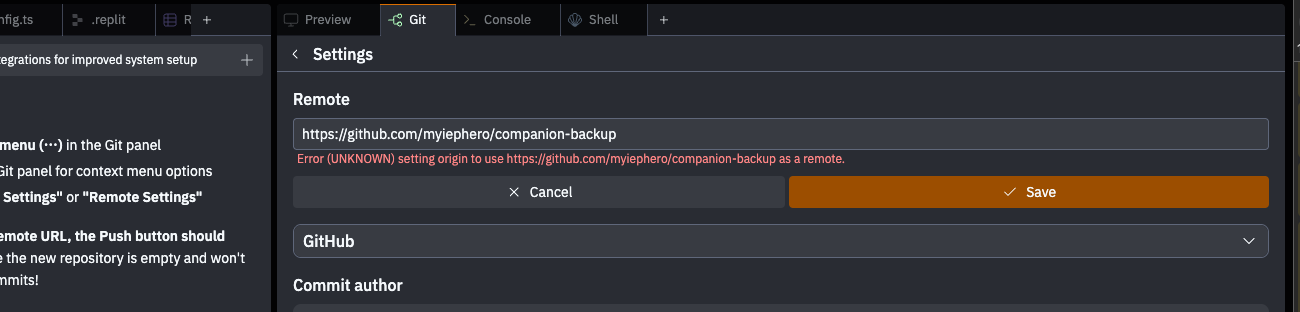 nfig.ts
.replit
R
+
Preview
Git
Console
Shell
+
tegrations for improved system setup
+
Settings
Remote
https://github.com/myiephero/companion-backup
Error (UNKNOWN) setting origin to use https://github.com/myiephero/companion-backup as a remote.
Cancel
Save
GitHub
Commit author
menu (···) in the Git panel
Git panel for context menu options
Settings" or "Remote Settings"
emote URL, the Push button should
e the new repository is empty and won't
mmits!